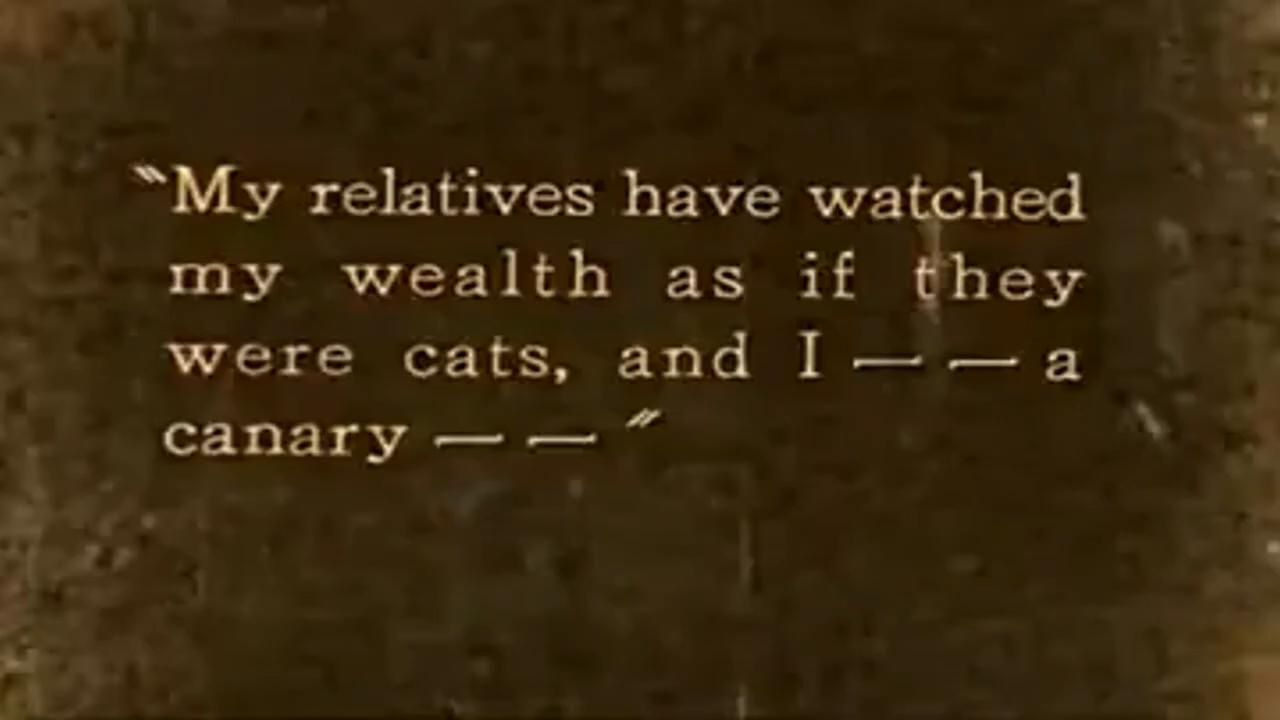 "My relatives have watched
my wealth as if they
were cats, and I — — a
canary — — "